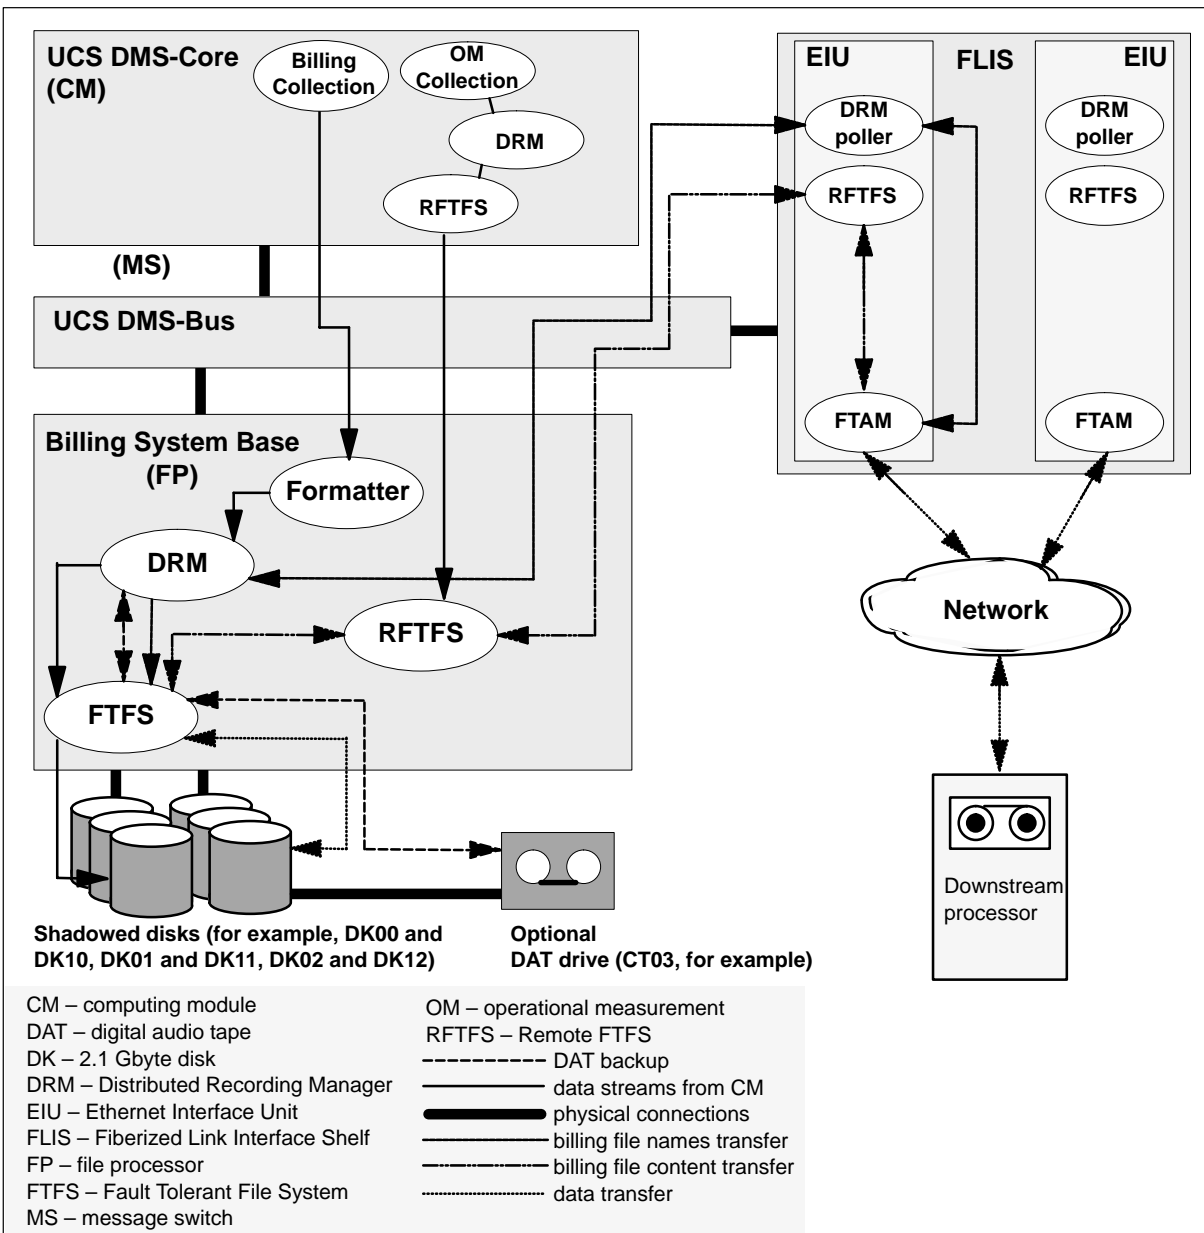 UCS DMS-Core
(CM)
Billing
Collection
OM
Collection
DRM
RFTFS
(MS)
UCS DMS-Bus
EIU
FLIS
EIU
DRM
poller
DRM
poller
RFTFS
RFTFS
FTAM
FTAM
Billing System Base
(FP)
Formatter
DRM
RFTFS
FTFS
Network
Downstream
processor
Shadowed disks (for example, DK00 and
DK10, DK01 and DK11, DK02 and DK12)
Optional
DAT drive (CT03, for example)
CM – computing module
DAT – digital audio tape
DK – 2.1 Gbyte disk
DRM – Distributed Recording Manager
EIU – Ethernet Interface Unit
FLIS – Fiberized Link Interface Shelf
FP – file processor
FTFS – Fault Tolerant File System
MS – message switch
OM – operational measurement
RFTFS – Remote FTFS
DAT backup
data streams from CM
physical connections
billing file names transfer
billing file content transfer
data transfer